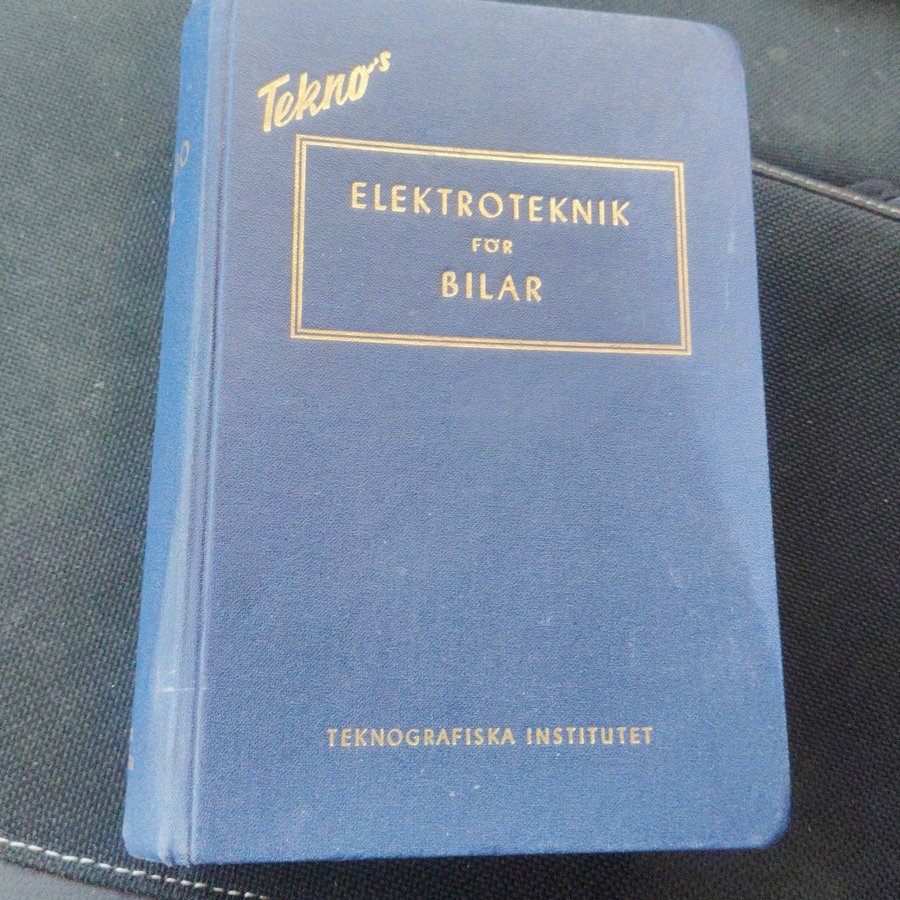 Tekno's
ELEKTROTEKNIK
FÖR
BILAR
TEKNOGRAFISKA INSTITUTET